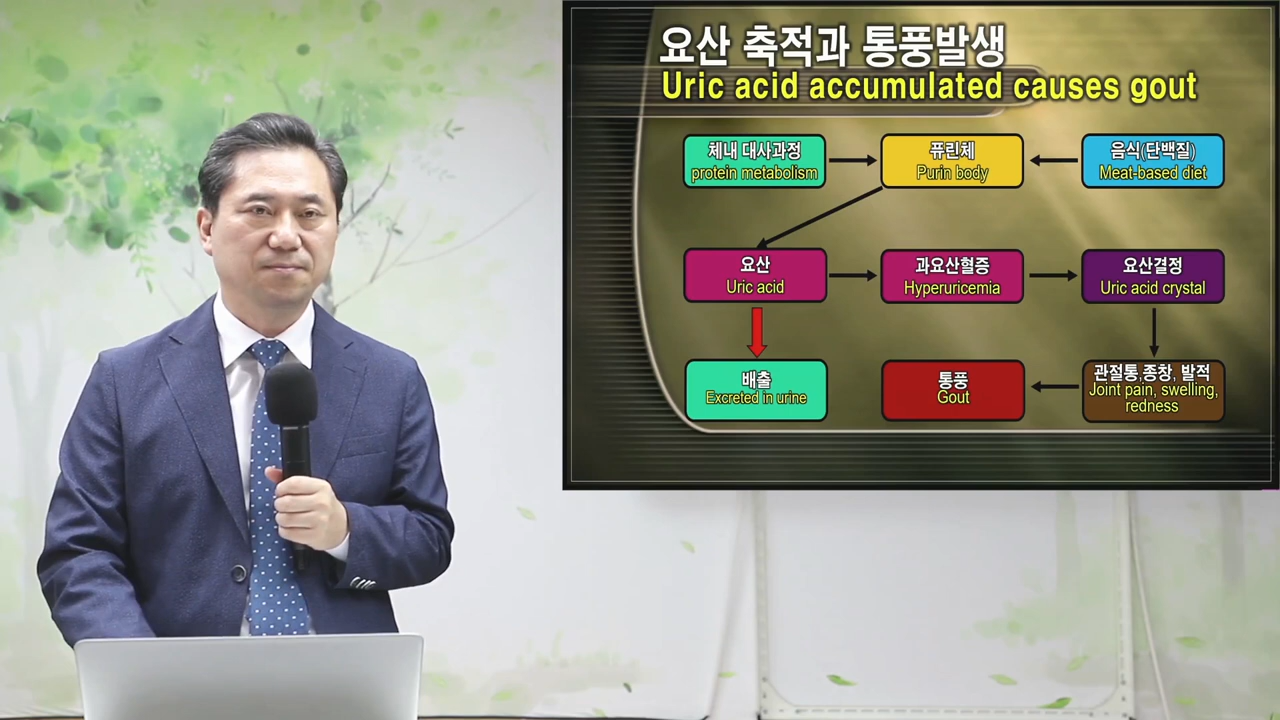 요산 축적과 통풍발생
Uric acid accumulated causes gout
체내 대사과정
protein metabolism
퓨린체
Purin body
음식(단백질)
Meat-based diet
요산
Uric acid
과요산혈증
Hyperuricemia
요산결정
Uric acid crystal
배출
Excreted in urine
통풍
Gout
관절통,종창, 발적
Joint pain, swelling,
redness